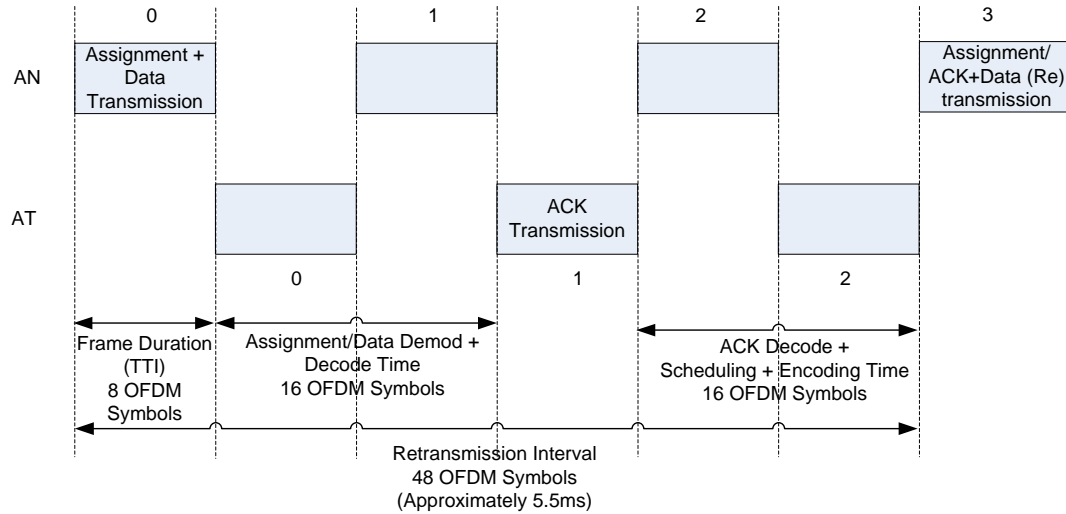 0
1
2
3
AN
Assignment +
Data
Transmission
Assignment/
ACK+Data (Re)
transmission
AT
ACK
Transmission
0
1
2
Frame Duration
(TTI)
8 OFDM
Symbols
Assignment/Data Demod +
Decode Time
16 OFDM Symbols
ACK Decode +
Scheduling + Encoding Time
16 OFDM Symbols
Retransmission Interval
48 OFDM Symbols
(Approximately 5.5ms)